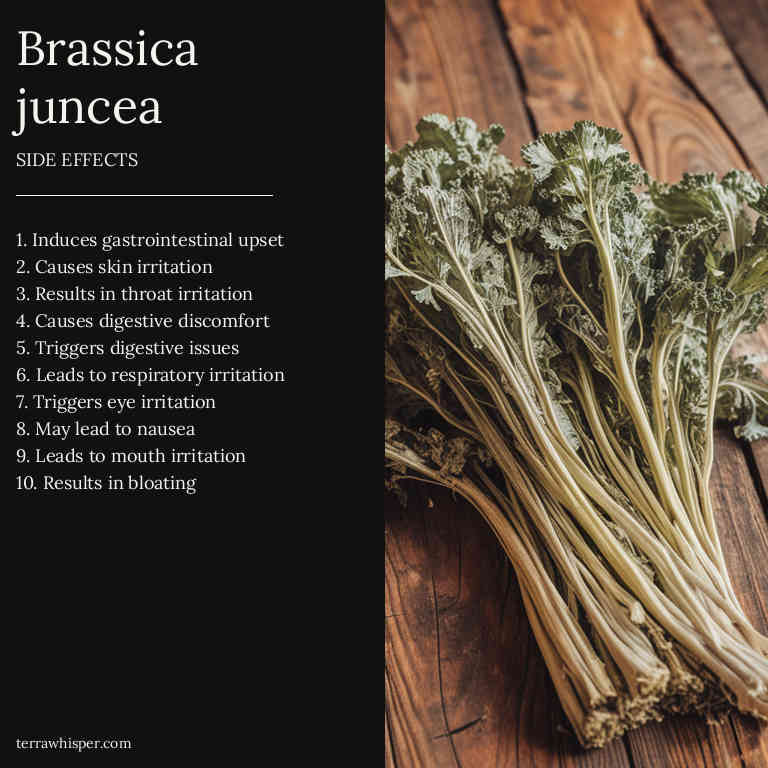 Brassica
juncea
SIDE EFFECTS
1. Induces gastrointestinal upset
2. Causes skin irritation
3. Results in throat irritation
4. Causes digestive discomfort
5. Triggers digestive issues
6. Leads to respiratory irritation
7. Triggers eye irritation
8. May lead to nausea
9. Leads to mouth irritation
10. Results in bloating
terrawhisper.com